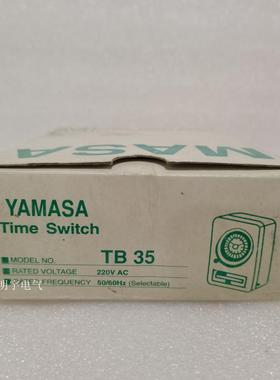 MASA
YAMASA
Time Switch
MODEL NO. TB 35
RATED VOLTAGE 220V AC
FREQUENCY 50/60Hz (Selectable)